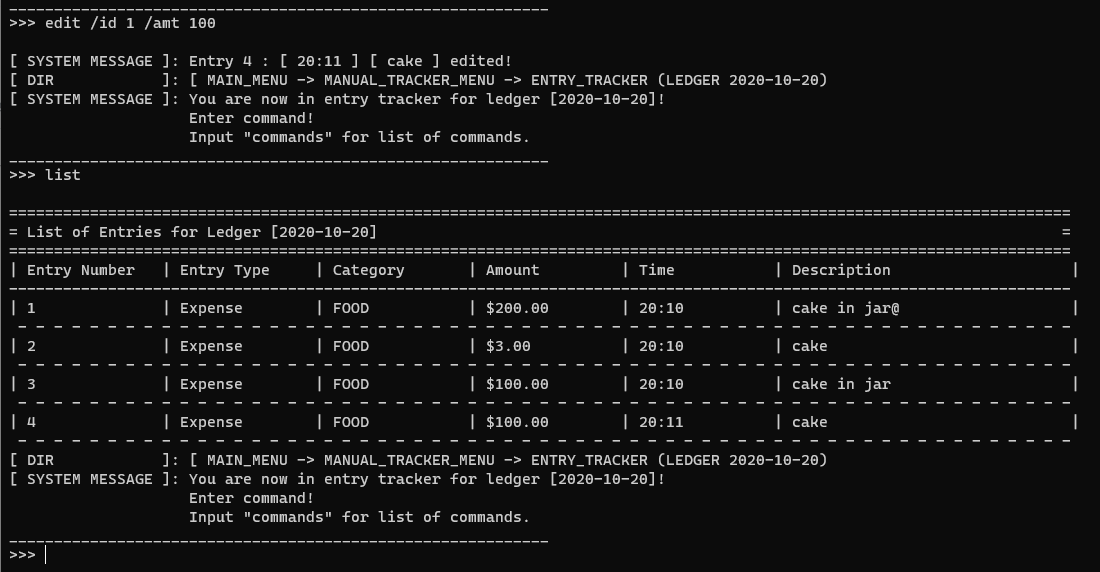 ____________________________________________________________
>>> edit /id 1 /amt 100
[ SYSTEM MESSAGE ]: Entry 4 : [ 20:11 ] [ cake ] edited!
[ DIR            ]: [ MAIN_MENU -> MANUAL_TRACKER_MENU -> ENTRY_TRACKER (LEDGER 2020-10-20)
[ SYSTEM MESSAGE ]: You are now in entry tracker for ledger [2020-10-20]!
                    Enter command!
                    Input "commands" for list of commands.
____________________________________________________________
>>> list
======================================================================================================================
= List of Entries for Ledger [2020-10-20]                                                                            =
======================================================================================================================
| Entry Number   | Entry Type     | Category       | Amount         | Time           | Description                    |
----------------------------------------------------------------------------------------------------------------------
| 1              | Expense        | FOOD           | $200.00        | 20:10          | cake in jar@                   |
 - - - - - - - - - - - - - - - - - - - - - - - - - - - - - - - - - - - - - - - - - - - - - - - - - - - - - - - - - - -
| 2              | Expense        | FOOD           | $3.00          | 20:10          | cake                           |
 - - - - - - - - - - - - - - - - - - - - - - - - - - - - - - - - - - - - - - - - - - - - - - - - - - - - - - - - - - -
| 3              | Expense        | FOOD           | $100.00        | 20:10          | cake in jar                    |
 - - - - - - - - - - - - - - - - - - - - - - - - - - - - - - - - - - - - - - - - - - - - - - - - - - - - - - - - - - -
| 4              | Expense        | FOOD           | $100.00        | 20:11          | cake                           |
 - - - - - - - - - - - - - - - - - - - - - - - - - - - - - - - - - - - - - - - - - - - - - - - - - - - - - - - - - - -
[ DIR            ]: [ MAIN_MENU -> MANUAL_TRACKER_MENU -> ENTRY_TRACKER (LEDGER 2020-10-20)
[ SYSTEM MESSAGE ]: You are now in entry tracker for ledger [2020-10-20]!
                    Enter command!
                    Input "commands" for list of commands.
____________________________________________________________
>>>